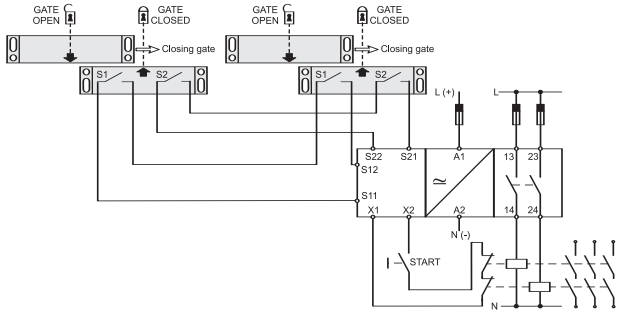 GATE OPEN
GATE CLOSED
GATE OPEN
GATE CLOSED
Closing gate
Closing gate
S1 S2
S1 S2
L (+)
L
S22 S21 A1 13 23
S12
≅
S11
X1 X2 A2 14 24
N (-)
START
N